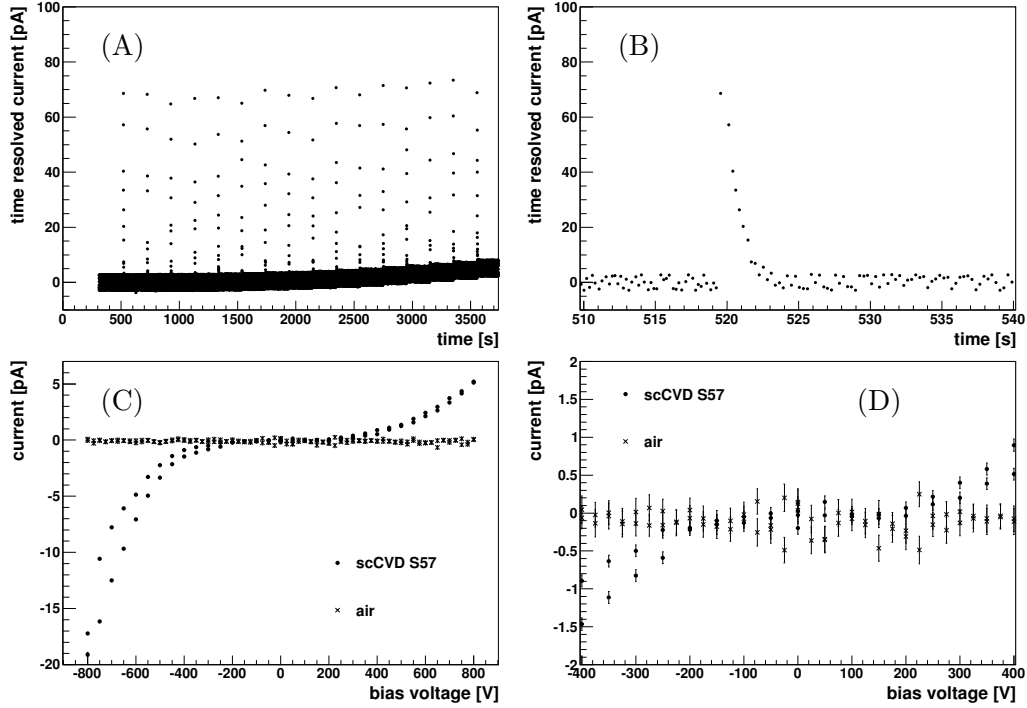 (A)
time resolved current [pA]
100
80
60
40
20
0
0 500 1000 1500 2000 2500 3000 3500
time [s]
(B)
time resolved current [pA]
100
80
60
40
20
0
510 515 520 525 530 535 540
time [s]
(C)
current [pA]
5
0
-5
-10
-15
-20
scCVD S57
air
-800 -600 -400 -200 0 200 400 600 800
bias voltage [V]
(D)
current [pA]
2
1.5
1
0.5
0
-0.5
-1
-1.5
-2
scCVD S57
air
-400 -300 -200 -100 0 100 200 300 400
bias voltage [V]